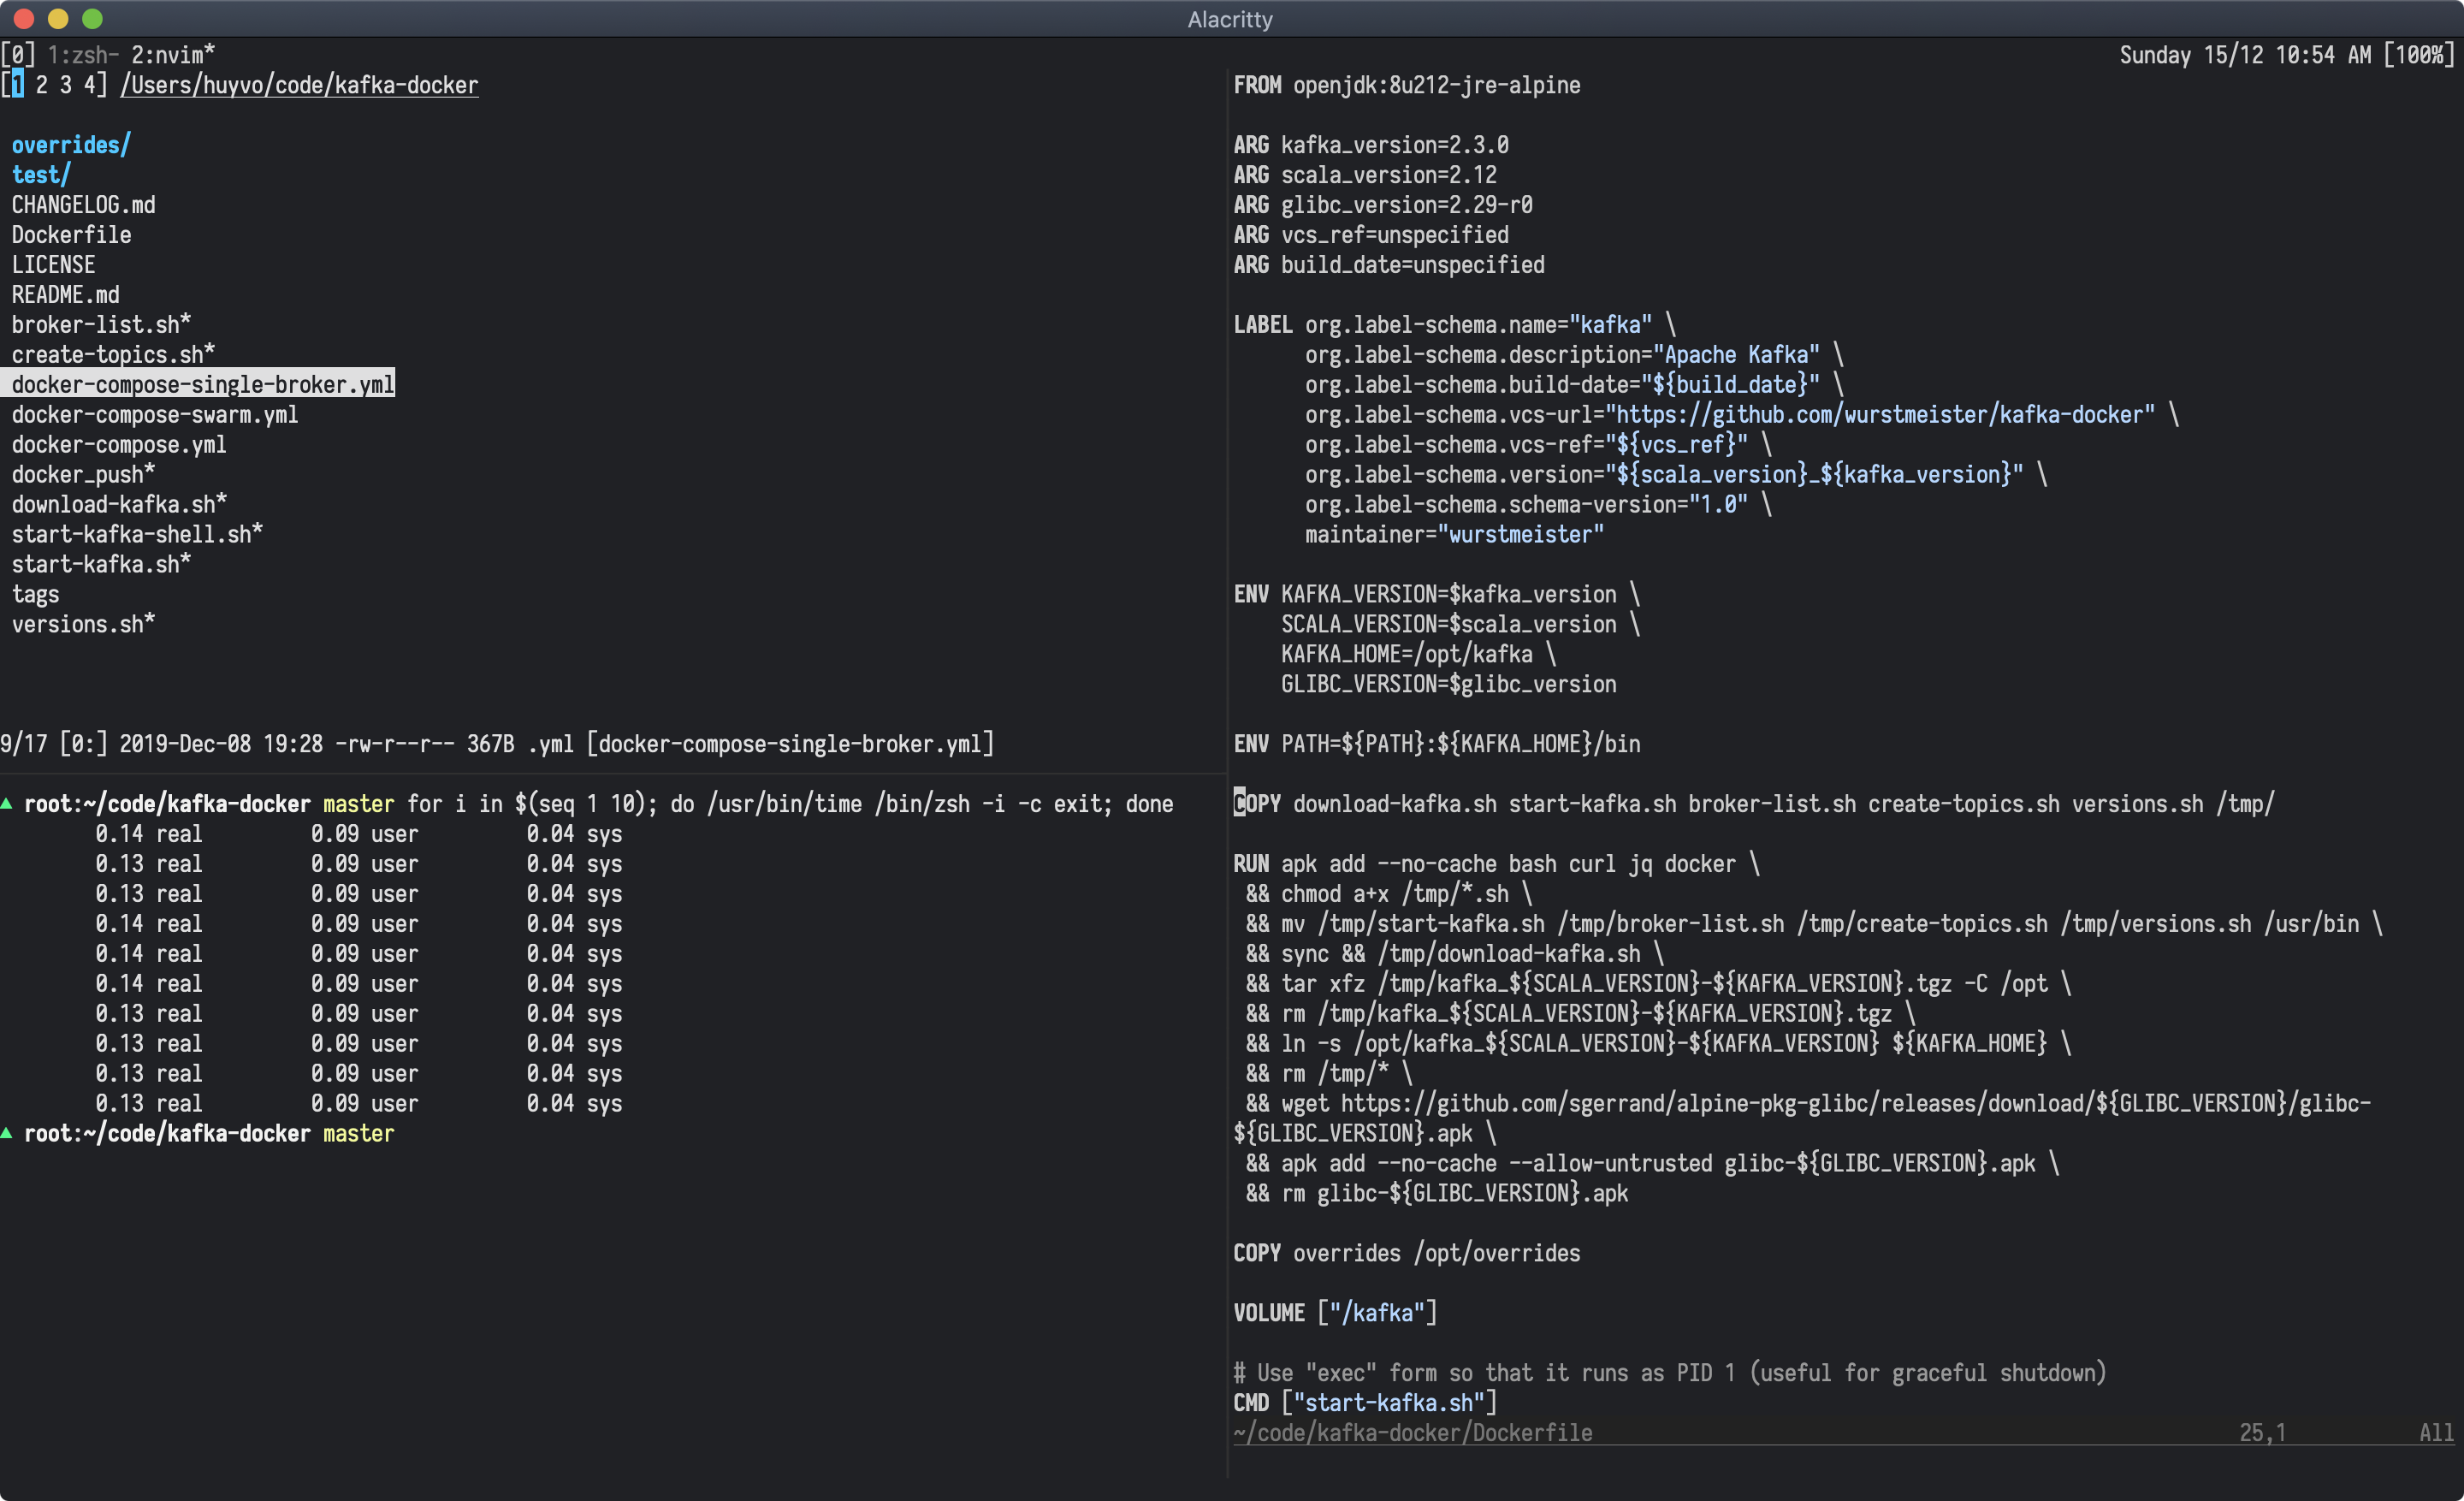 Alacritty
[0] 1:zsh- 2:nvim*
Sunday 15/12 10:54 AM [100%]
[1 2 3 4] /Users/huyvo/code/kafka-docker
overrides/
test/
CHANGELOG.md
Dockerfile
LICENSE
README.md
broker-list.sh*
create-topics.sh*
docker-compose-single-broker.yml
docker-compose-swarm.yml
docker-compose.yml
docker_push*
download-kafka.sh*
start-kafka-shell.sh*
start-kafka.sh*
tags
versions.sh*
9/17 [0:] 2019-Dec-08 19:28 -rw-r--r-- 367B .yml [docker-compose-single-broker.yml]
▲ root:~/code/kafka-docker master for i in $(seq 1 10); do /usr/bin/time /bin/zsh -i -c exit; done
0.14 real 0.09 user 0.04 sys
0.13 real 0.09 user 0.04 sys
0.13 real 0.09 user 0.04 sys
0.14 real 0.09 user 0.04 sys
0.14 real 0.09 user 0.04 sys
0.14 real 0.09 user 0.04 sys
0.13 real 0.09 user 0.04 sys
0.13 real 0.09 user 0.04 sys
0.13 real 0.09 user 0.04 sys
0.13 real 0.09 user 0.04 sys
▲ root:~/code/kafka-docker master
FROM openjdk:8u212-jre-alpine
ARG kafka_version=2.3.0
ARG scala_version=2.12
ARG glibc_version=2.29-r0
ARG vcs_ref=unspecified
ARG build_date=unspecified
LABEL org.label-schema.name="kafka" \
org.label-schema.description="Apache Kafka" \
org.label-schema.build-date="${build_date}" \
org.label-schema.vcs-url="https://github.com/wurstmeister/kafka-docker" \
org.label-schema.vcs-ref="${vcs_ref}" \
org.label-schema.version="${scala_version}_${kafka_version}" \
org.label-schema.schema-version="1.0" \
maintainer="wurstmeister"
ENV KAFKA_VERSION=$kafka_version \
SCALA_VERSION=$scala_version \
KAFKA_HOME=/opt/kafka \
GLIBC_VERSION=$glibc_version
ENV PATH=${PATH}:${KAFKA_HOME}/bin
COPY download-kafka.sh start-kafka.sh broker-list.sh create-topics.sh versions.sh /tmp/
RUN apk add --no-cache bash curl jq docker \
&& chmod a+x /tmp/*.sh \
&& mv /tmp/start-kafka.sh /tmp/broker-list.sh /tmp/create-topics.sh /tmp/versions.sh /usr/bin \
&& sync && /tmp/download-kafka.sh \
&& tar xfz /tmp/kafka_${SCALA_VERSION}-${KAFKA_VERSION}.tgz -C /opt \
&& rm /tmp/kafka_${SCALA_VERSION}-${KAFKA_VERSION}.tgz \
&& ln -s /opt/kafka_${SCALA_VERSION}-${KAFKA_VERSION} ${KAFKA_HOME} \
&& rm /tmp/* \
&& wget https://github.com/sgerrand/alpine-pkg-glibc/releases/download/${GLIBC_VERSION}/glibc-
${GLIBC_VERSION}.apk \
&& apk add --no-cache --allow-untrusted glibc-${GLIBC_VERSION}.apk \
&& rm glibc-${GLIBC_VERSION}.apk
COPY overrides /opt/overrides
VOLUME ["/kafka"]
# Use "exec" form so that it runs as PID 1 (useful for graceful shutdown)
CMD ["start-kafka.sh"]
~/code/kafka-docker/Dockerfile 25,1 All